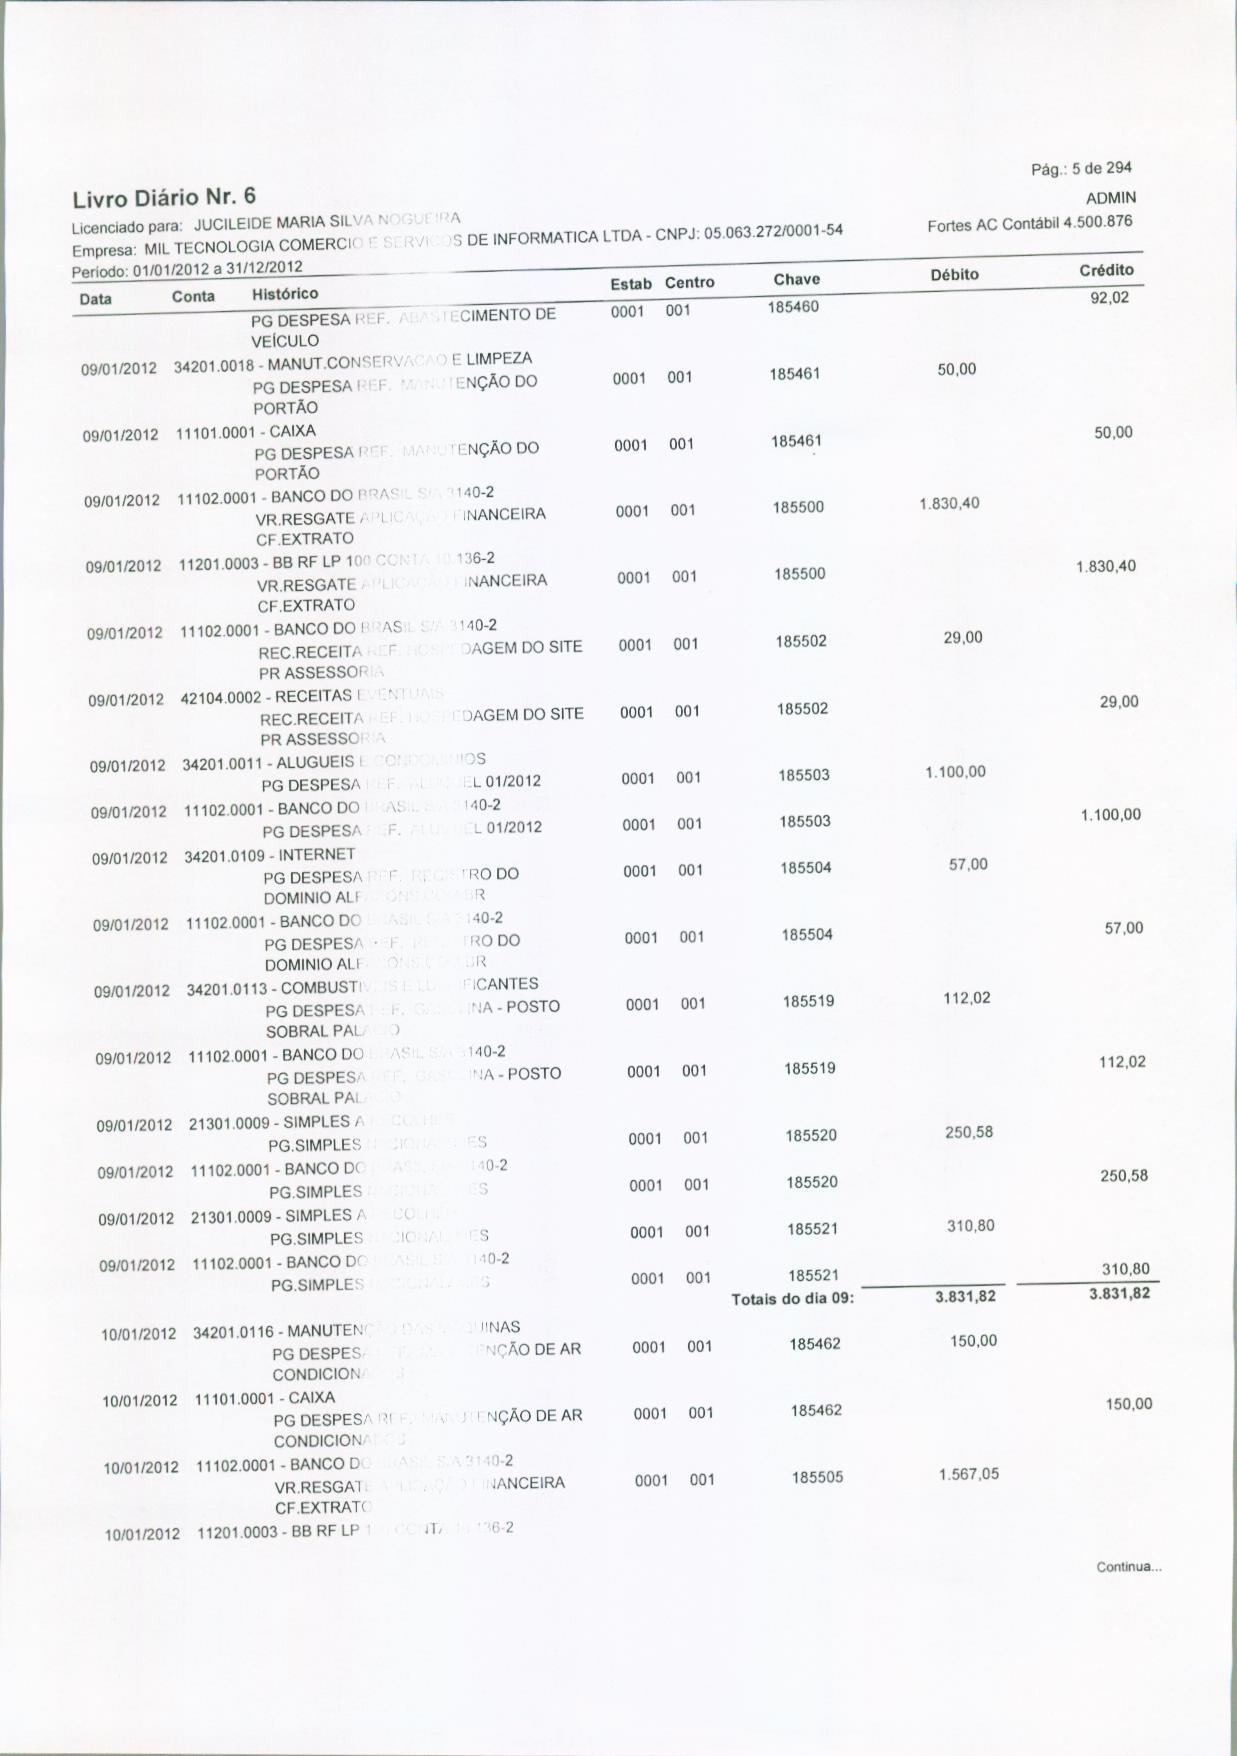 Pág.: 5 de 294
Livro Diário Nr. 6
ADMIN
Licenciado para: JUCILEIDE MARIA SILVA NOGUEIRA
Fortes AC Contábil 4.500.876
Empresa: MIL TECNOLOGIA COMERCIO E SERVICOS DE INFORMATICA LTDA - CNPJ: 05.063.272/0001-54
Período: 01/01/2012 a 31/12/2012
Data Conta Histórico Estab Centro Chave Débito Crédito
PG DESPESA REF. ABASTECIMENTO DE 0001 001 185460 92,02
VEÍCULO
09/01/2012 34201.0018 - MANUT.CONSERVACAO E LIMPEZA
PG DESPESA REF. MANUTENÇÃO DO 0001 001 185461 50,00
PORTÃO
09/01/2012 11101.0001 - CAIXA
PG DESPESA REF. MANUTENÇÃO DO 0001 001 185461 50,00
PORTÃO
09/01/2012 11102.0001 - BANCO DO BRASIL S/A 3140-2
VR.RESGATE APLICAÇÃO FINANCEIRA 0001 001 185500 1.830,40
CF.EXTRATO
09/01/2012 11201.0003 - BB RF LP 100 CONTA 10.136-2
VR.RESGATE APLICAÇÃO FINANCEIRA 0001 001 185500 1.830,40
CF.EXTRATO
09/01/2012 11102.0001 - BANCO DO BRASIL S/A 3140-2
REC.RECEITA REF. HOSPEDAGEM DO SITE 0001 001 185502 29,00
PR ASSESSORIA
09/01/2012 42104.0002 - RECEITAS EVENTUAIS
REC.RECEITA REF. HOSPEDAGEM DO SITE 0001 001 185502 29,00
PR ASSESSORIA
09/01/2012 34201.0011 - ALUGUEIS E CONDOMINIOS
PG DESPESA REF. ALUGUEL 01/2012 0001 001 185503 1.100,00
09/01/2012 11102.0001 - BANCO DO BRASIL S/A 3140-2
PG DESPESA REF. ALUGUEL 01/2012 0001 001 185503 1.100,00
09/01/2012 34201.0109 - INTERNET
PG DESPESA REF. REGISTRO DO 0001 001 185504 57,00
DOMINIO
09/01/2012 11102.0001 - BANCO DO BRASIL S/A 3140-2
PG DESPESA REF. REGISTRO DO 0001 001 185504 57,00
DOMINIO
09/01/2012 34201.0113 - COMBUSTIVEIS E LUBRIFICANTES
PG DESPESA REF. GASOLINA - POSTO 0001 001 185519 112,02
SOBRAL PALACIO
09/01/2012 11102.0001 - BANCO DO BRASIL S/A 3140-2
PG DESPESA REF. GASOLINA - POSTO 0001 001 185519 112,02
SOBRAL PALACIO
09/01/2012 21301.0009 - SIMPLES A RECOLHER
PG.SIMPLES 0001 001 185520 250,58
09/01/2012 11102.0001 - BANCO DO BRASIL S/A 3140-2
PG.SIMPLES 0001 001 185520 250,58
09/01/2012 21301.0009 - SIMPLES A RECOLHER
PG.SIMPLES 0001 001 185521 310,80
09/01/2012 11102.0001 - BANCO DO BRASIL S/A 3140-2
PG.SIMPLES 0001 001 185521 310,80
Totais do dia 09: 3.831,82 3.831,82
10/01/2012 34201.0116 - MANUTENÇÃO DAS MAQUINAS
PG DESPESA REF. MANUTENÇÃO DE AR 0001 001 185462 150,00
CONDICIONADOS
10/01/2012 11101.0001 - CAIXA
PG DESPESA REF. MANUTENÇÃO DE AR 0001 001 185462 150,00
CONDICIONADOS
10/01/2012 11102.0001 - BANCO DO BRASIL S/A 3140-2
VR.RESGATE APLICAÇÃO FINANCEIRA 0001 001 185505 1.567,05
CF.EXTRATO
10/01/2012 11201.0003 - BB RF LP 100 CONTA 10.136-2
Continua...